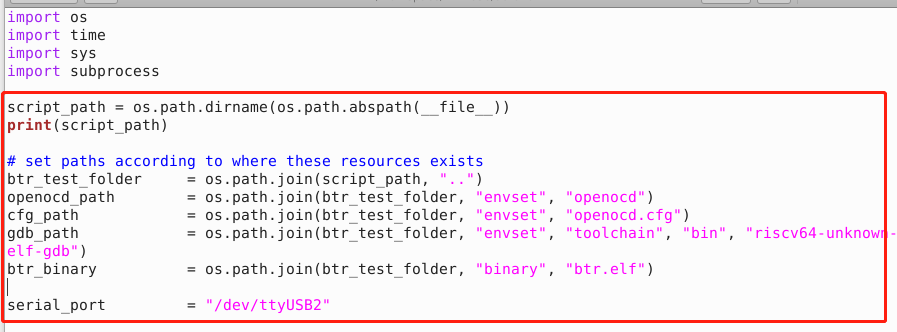 import os
import time
import sys
import subprocess

script_path = os.path.dirname(os.path.abspath(__file__))
print(script_path)

# set paths according to where these resources exists
btr_test_folder     = os.path.join(script_path, "..")
openocd_path        = os.path.join(btr_test_folder, "envset", "openocd")
cfg_path            = os.path.join(btr_test_folder, "envset", "openocd.cfg")
gdb_path            = os.path.join(btr_test_folder, "envset", "toolchain", "bin", "riscv64-unknown-
elf-gdb")
btr_binary          = os.path.join(btr_test_folder, "binary", "btr.elf")

serial_port         = "/dev/ttyUSB2"